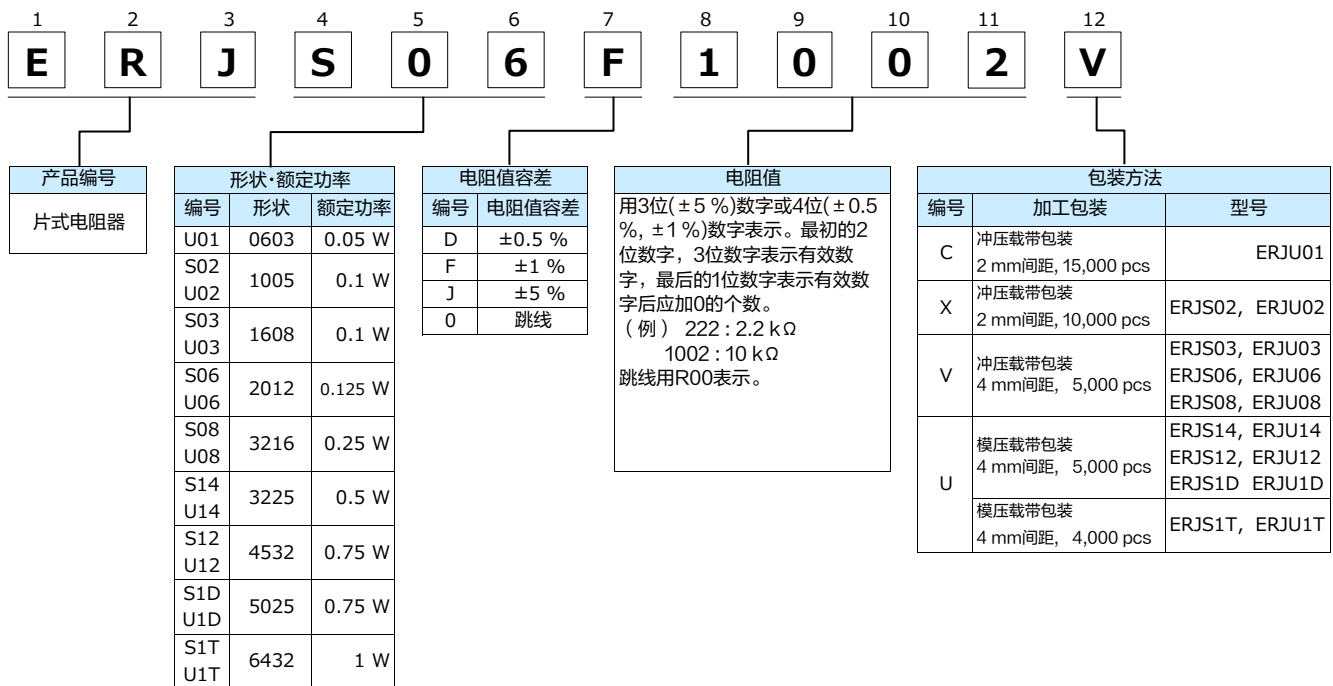 1 2 3 4 5 6 7 8 9 10 11 12
E R J S 0 6 F 1 0 0 2 V
产品编号
片式电阻器
形状·额定功率
编号 形状 额定功率
U01 0603 0.05 W
S02
U02
1005 0.1 W
S03
U03
1608 0.1 W
S06
U06
2012 0.125 W
S08
U08
3216 0.25 W
S14
U14
3225 0.5 W
S12
U12
4532 0.75 W
S1D
U1D
5025 0.75 W
S1T
U1T
6432 1 W
电阻值容差
编号 电阻值容差
D ±0.5 %
F ±1 %
J ±5 %
0 跳线
电阻值
用3位(±5 %)数字或4位(±0.5
%, ±1 %)数字表示。最初的2
位数字，3位数字表示有效数
字，最后的1位数字表示有效数
字后应加0的个数。
（例） 222 : 2.2 kΩ
1002 : 10 kΩ
跳线用R00表示。
包装方法
编号 加工包装 型号
C
冲压载带包装
2 mm间距, 15,000 pcs
ERJU01
X
冲压载带包装
2 mm间距, 10,000 pcs
ERJS02, ERJU02
V
冲压载带包装
4 mm间距, 5,000 pcs
ERJS03, ERJU03
ERJS06, ERJU06
ERJS08, ERJU08
U
模压载带包装
4 mm间距, 5,000 pcs
ERJS14, ERJU14
ERJS12, ERJU12
ERJS1D ERJU1D
模压载带包装
4 mm间距, 4,000 pcs
ERJS1T, ERJU1T